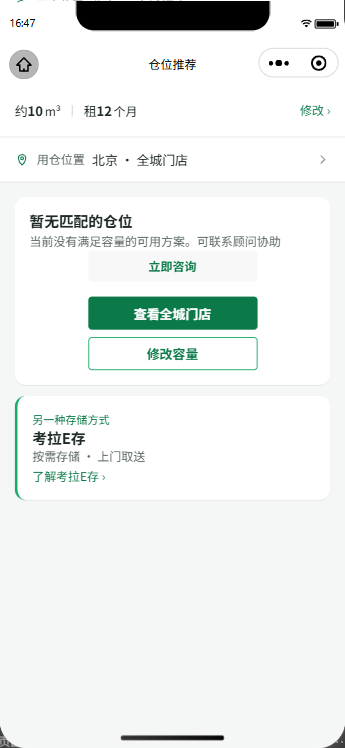 16:47
仓位推荐
约10 m³ 租12 个月 修改 ›
用仓位置 北京 · 全城门店
暂无匹配的仓位
当前没有满足容量的可用方案。可联系顾问协助
立即咨询
查看全城门店
修改容量
另一种存储方式
考拉E存
按需存储 · 上门取送
了解考拉E存 ›